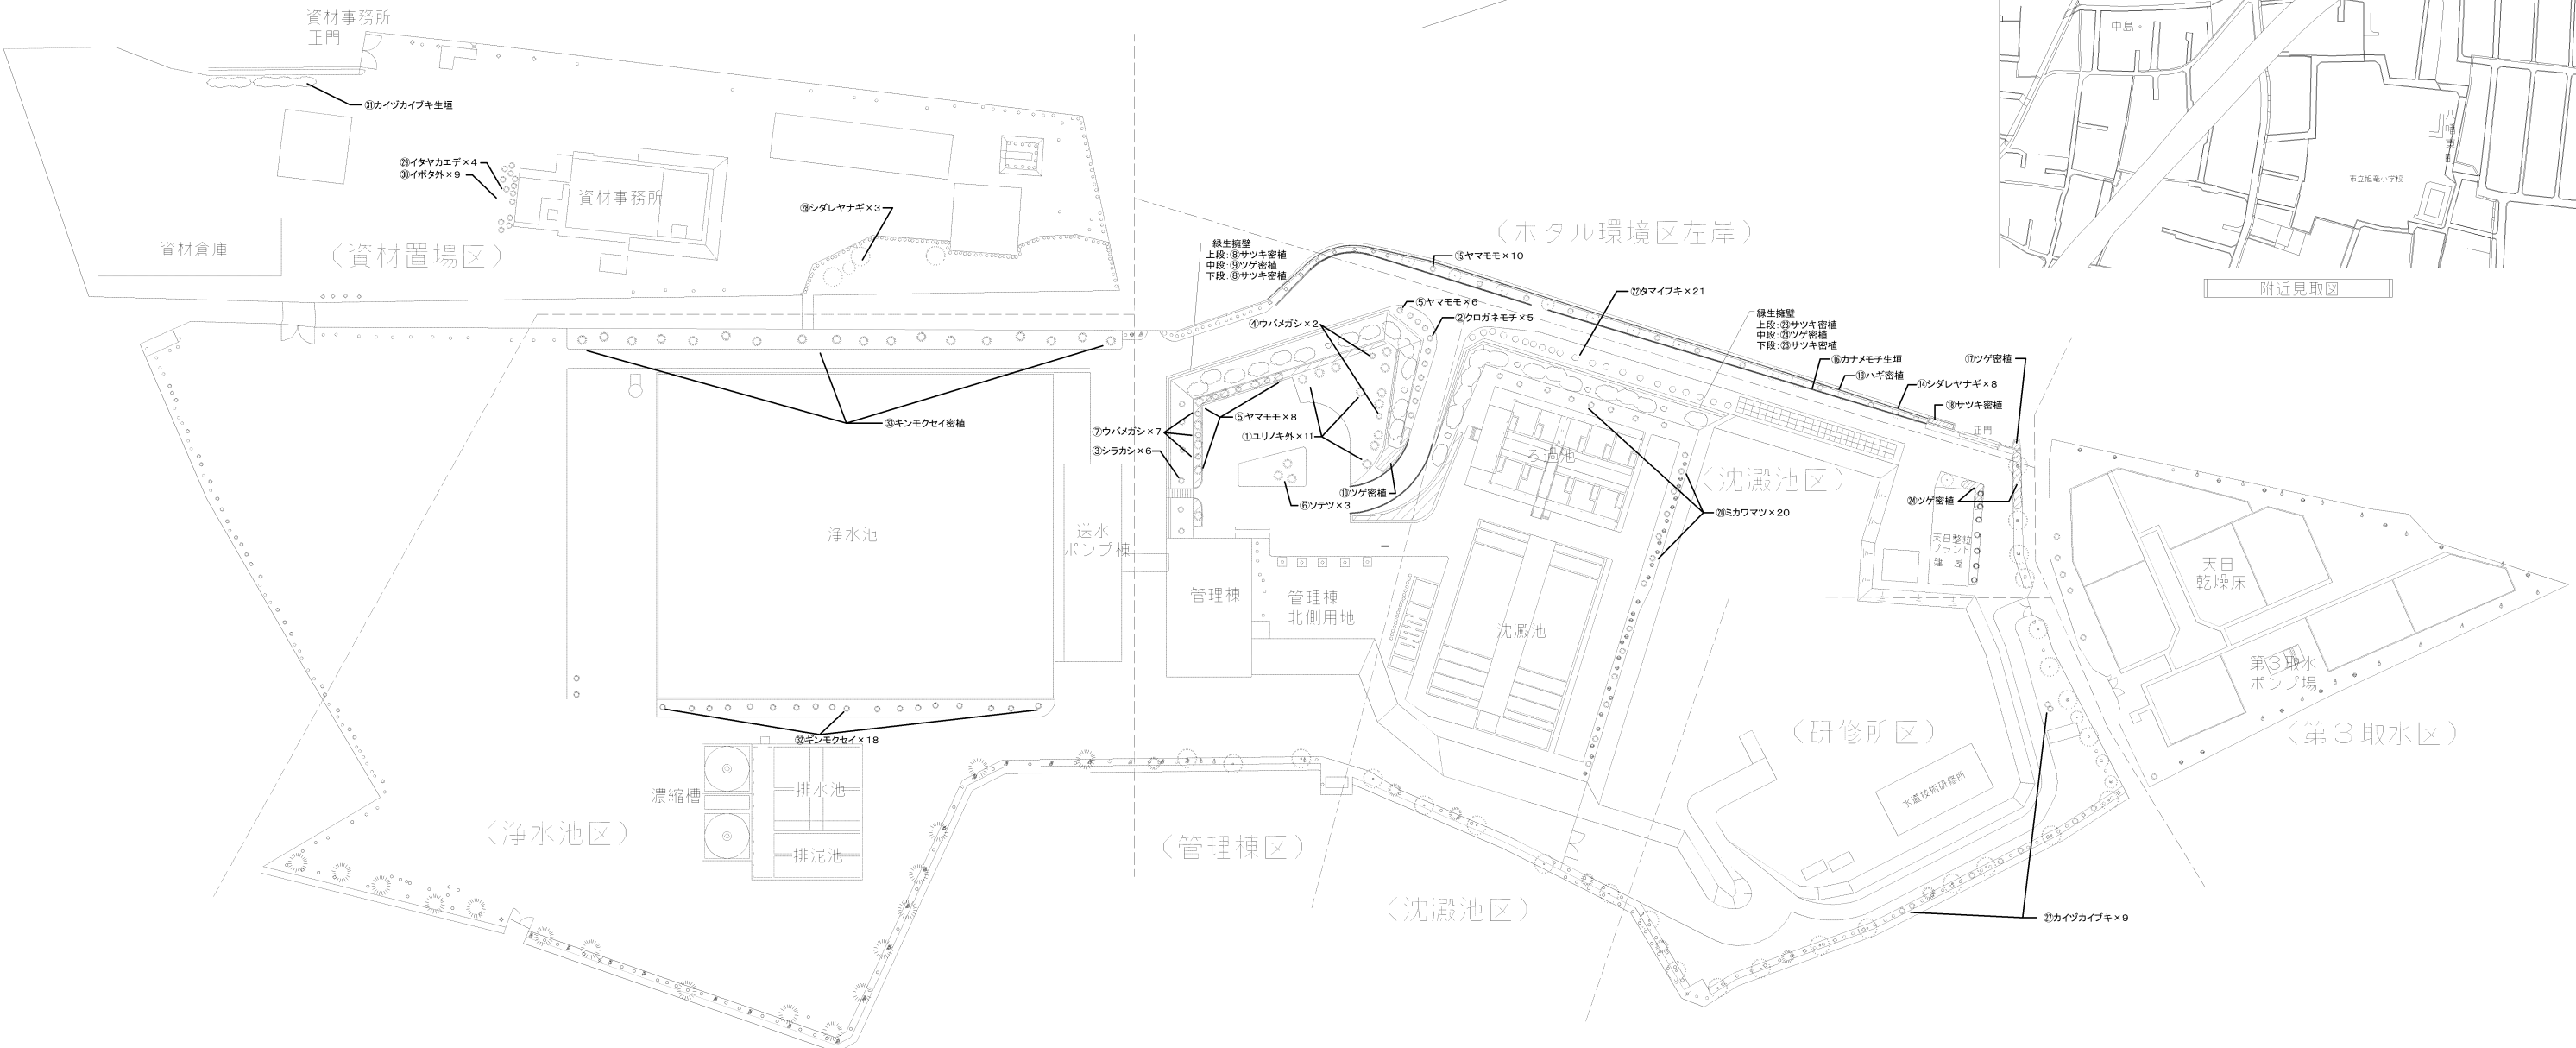 資材事務所
正門
㉛カイヅカイブキ生垣
㉙イタヤカエデ×4
㉚イボタ外×9
資材事務所
資材倉庫
（資材置場区）
㉘シダレヤナギ×3
緑生擁壁
上段:⑧サツキ密植
中段:⑨ツゲ密植
下段:⑧サツキ密植
（ホタル環境区左岸）
⑮ヤマモモ×10
中島
八幡東町
市立旭竜小学校
附近見取図
④ウバメガシ×2
⑤ヤマモモ×6
②クロガネモチ×5
㉒タマイブキ×21
緑生擁壁
上段:㉓サツキ密植
中段:㉔ツゲ密植
下段:㉓サツキ密植
⑯カナメモチ生垣
⑲ハギ密植
⑭シダレヤナギ×8
⑱サツキ密植
⑰ツゲ密植
正門
㉝キンモクセイ密植
⑦ウバメガシ×7
⑤ヤマモモ×8
①ユリノキ外×11
③シラカシ×6
⑥ソテツ×3
⑩ツゲ密植
ろ過池
（沈澱池区）
⑳ミカワマツ×20
㉔ツゲ密植
天日整粒
プラント
建屋
浄水池
送水
ポンプ棟
管理棟
管理棟
北側用地
沈澱池
天日
乾燥床
第3取水
ポンプ場
（第3取水区）
（研修所区）
水道技術研修所
㉜ギンモクセイ×18
濃縮槽
排水池
排泥池
（浄水池区）
（管理棟区）
（沈澱池区）
㉗カイヅカイブキ×9